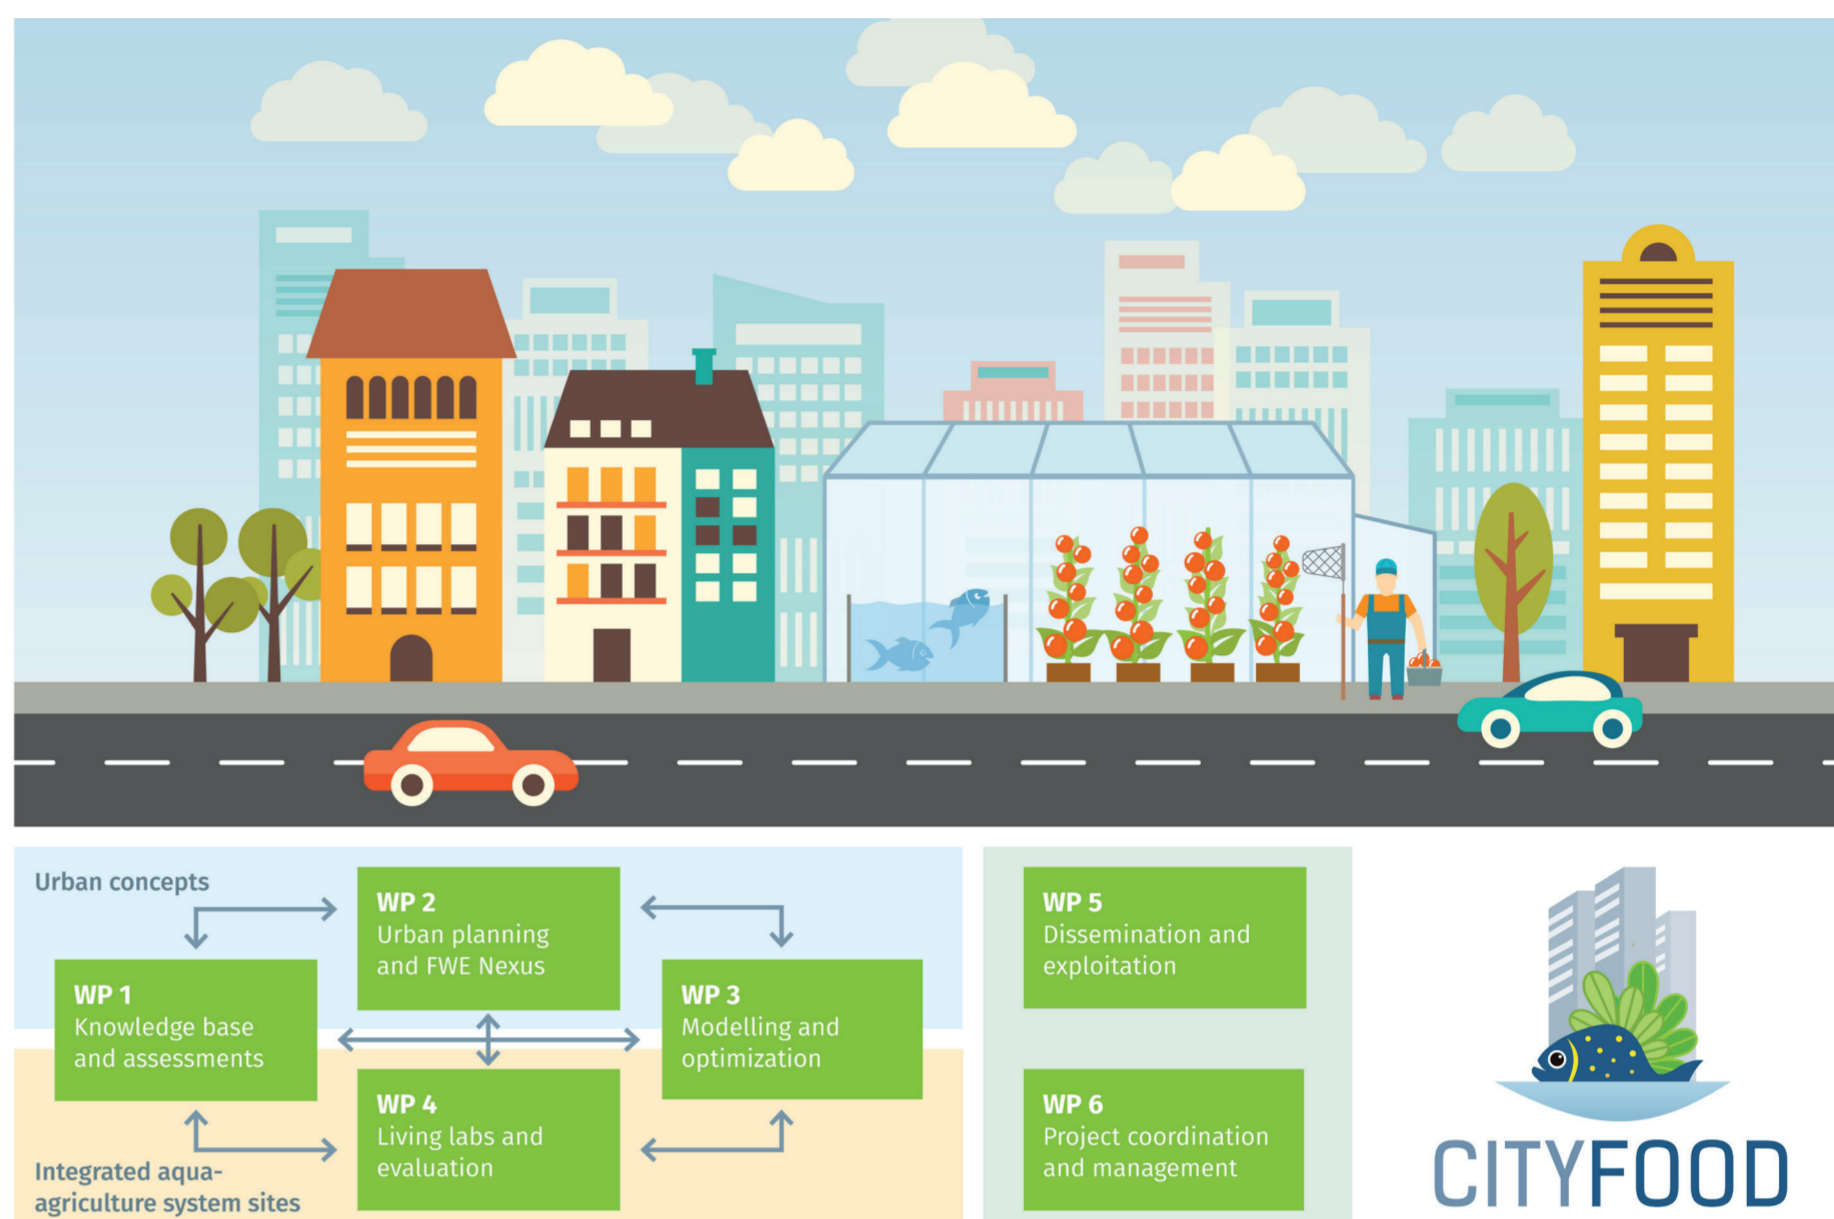 Urban concepts
WP 1
Knowledge base
and assessments
WP 2
Urban planning
and FWE Nexus
WP 3
Modelling and
optimization
WP 4
Living labs and
evaluation
Integrated aqua-
agriculture system sites
WP 5
Dissemination and
exploitation
WP 6
Project coordination
and management
CITYFOOD